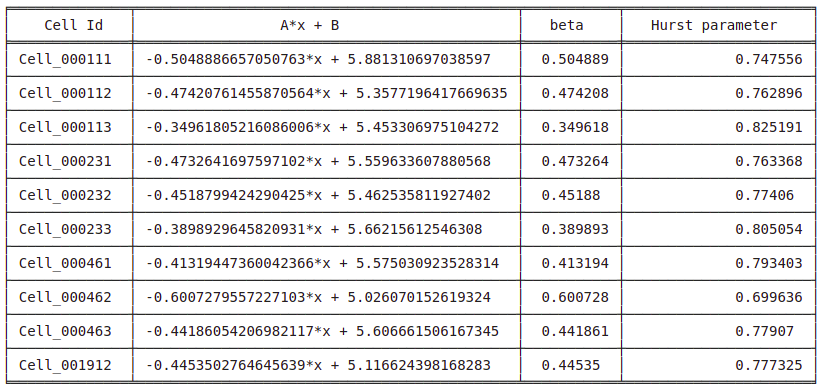 Cell Id A*x + B beta Hurst parameter
Cell_000111 -0.5048886657050763*x + 5.881310697038597 0.504889 0.747556
Cell_000112 -0.47420761455870564*x + 5.3577196417669635 0.474208 0.762896
Cell_000113 -0.34961805216086006*x + 5.453306975104272 0.349618 0.825191
Cell_000231 -0.4732641697597102*x + 5.559633607880568 0.473264 0.763368
Cell_000232 -0.4518799424290425*x + 5.462535811927402 0.45188 0.77406
Cell_000233 -0.3898929645820931*x + 5.66215612546308 0.389893 0.805054
Cell_000461 -0.41319447360042366*x + 5.575030923528314 0.413194 0.793403
Cell_000462 -0.6007279557227103*x + 5.026070152619324 0.600728 0.699636
Cell_000463 -0.44186054206982117*x + 5.606661506167345 0.441861 0.77907
Cell_001912 -0.4453502764645639*x + 5.116624398168283 0.44535 0.777325